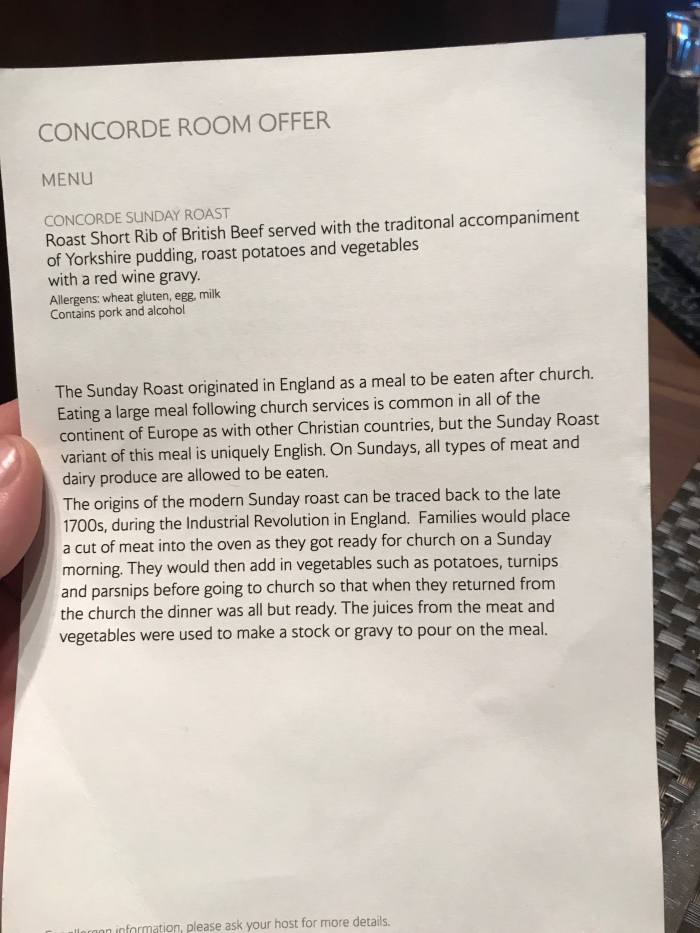 CONCORDE ROOM OFFER
MENU
CONCORDE SUNDAY ROAST
Roast Short Rib of British Beef served with the traditonal accompaniment
of Yorkshire pudding, roast potatoes and vegetables
with a red wine gravy.
Allergens: wheat gluten, egg, milk
Contains pork and alcohol
The Sunday Roast originated in England as a meal to be eaten after church.
Eating a large meal following church services is common in all of the
continent of Europe as with other Christian countries, but the Sunday Roast
variant of this meal is uniquely English. On Sundays, all types of meat and
dairy produce are allowed to be eaten.
The origins of the modern Sunday roast can be traced back to the late
1700s, during the Industrial Revolution in England. Families would place
a cut of meat into the oven as they got ready for church on a Sunday
morning. They would then add in vegetables such as potatoes, turnips
and parsnips before going to church so that when they returned from
the church the dinner was all but ready. The juices from the meat and
vegetables were used to make a stock or gravy to pour on the meal.
information, please ask your host for more details.